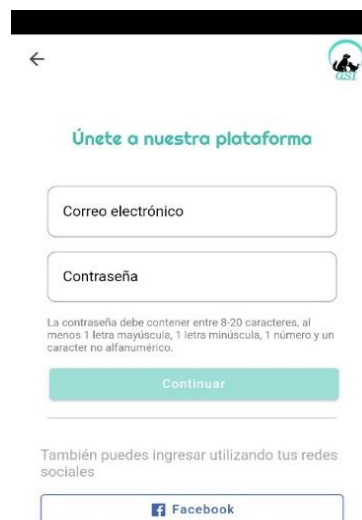 asi
Únete a nuestra plataforma
Correo electrónico
Contraseña
La contraseña debe contener entre 8-20 caracteres, al
menos 1 letra mayúscula, 1 letra minúscula, 1 número y un
caracter no alfanumérico.
Continuar
También puedes ingresar utilizando tus redes
sociales
Facebook